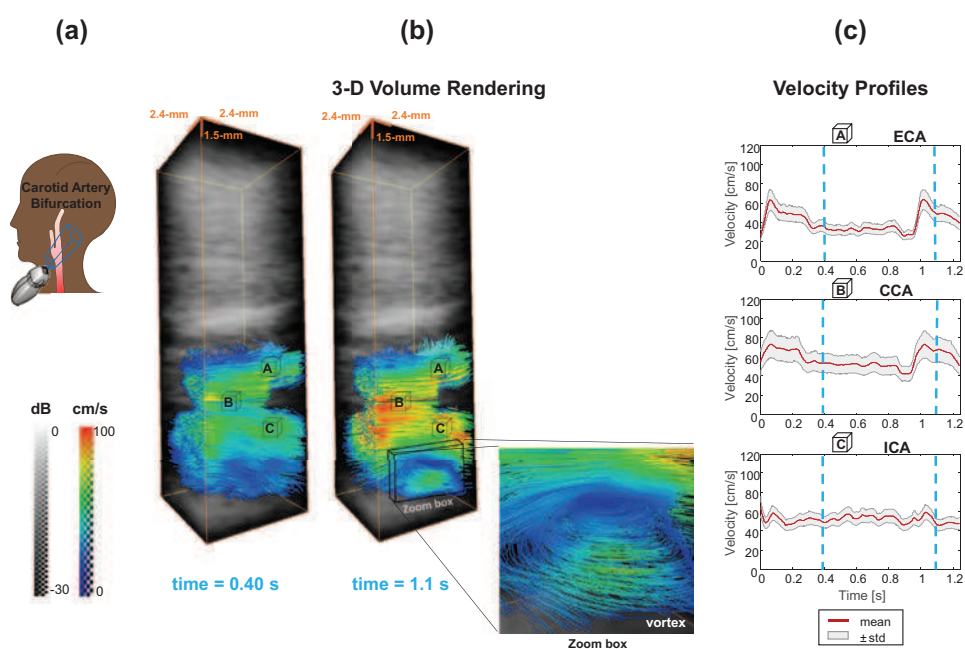 (a)
(b)
(c)
3-D Volume Rendering
Velocity Profiles
Carotid Artery
Bifurcation
dB
cm/s
0
100
-30
0
2.4-mm
2.4-mm
1.5-mm
A
B
C
time = 0.40 s
2.4-mm
2.4-mm
1.5-mm
A
B
C
Zoom box
time = 1.1 s
vortex
Zoom box
A
ECA
Velocity [cm/s]
120
100
80
60
40
20
0
0 0.2 0.4 0.6 0.8 1 1.2
B
CCA
Velocity [cm/s]
120
100
80
60
40
20
0
0 0.2 0.4 0.6 0.8 1 1.2
C
ICA
Velocity [cm/s]
120
100
80
60
40
20
0
0 0.2 0.4 0.6 0.8 1 1.2
Time [s]
mean
± std